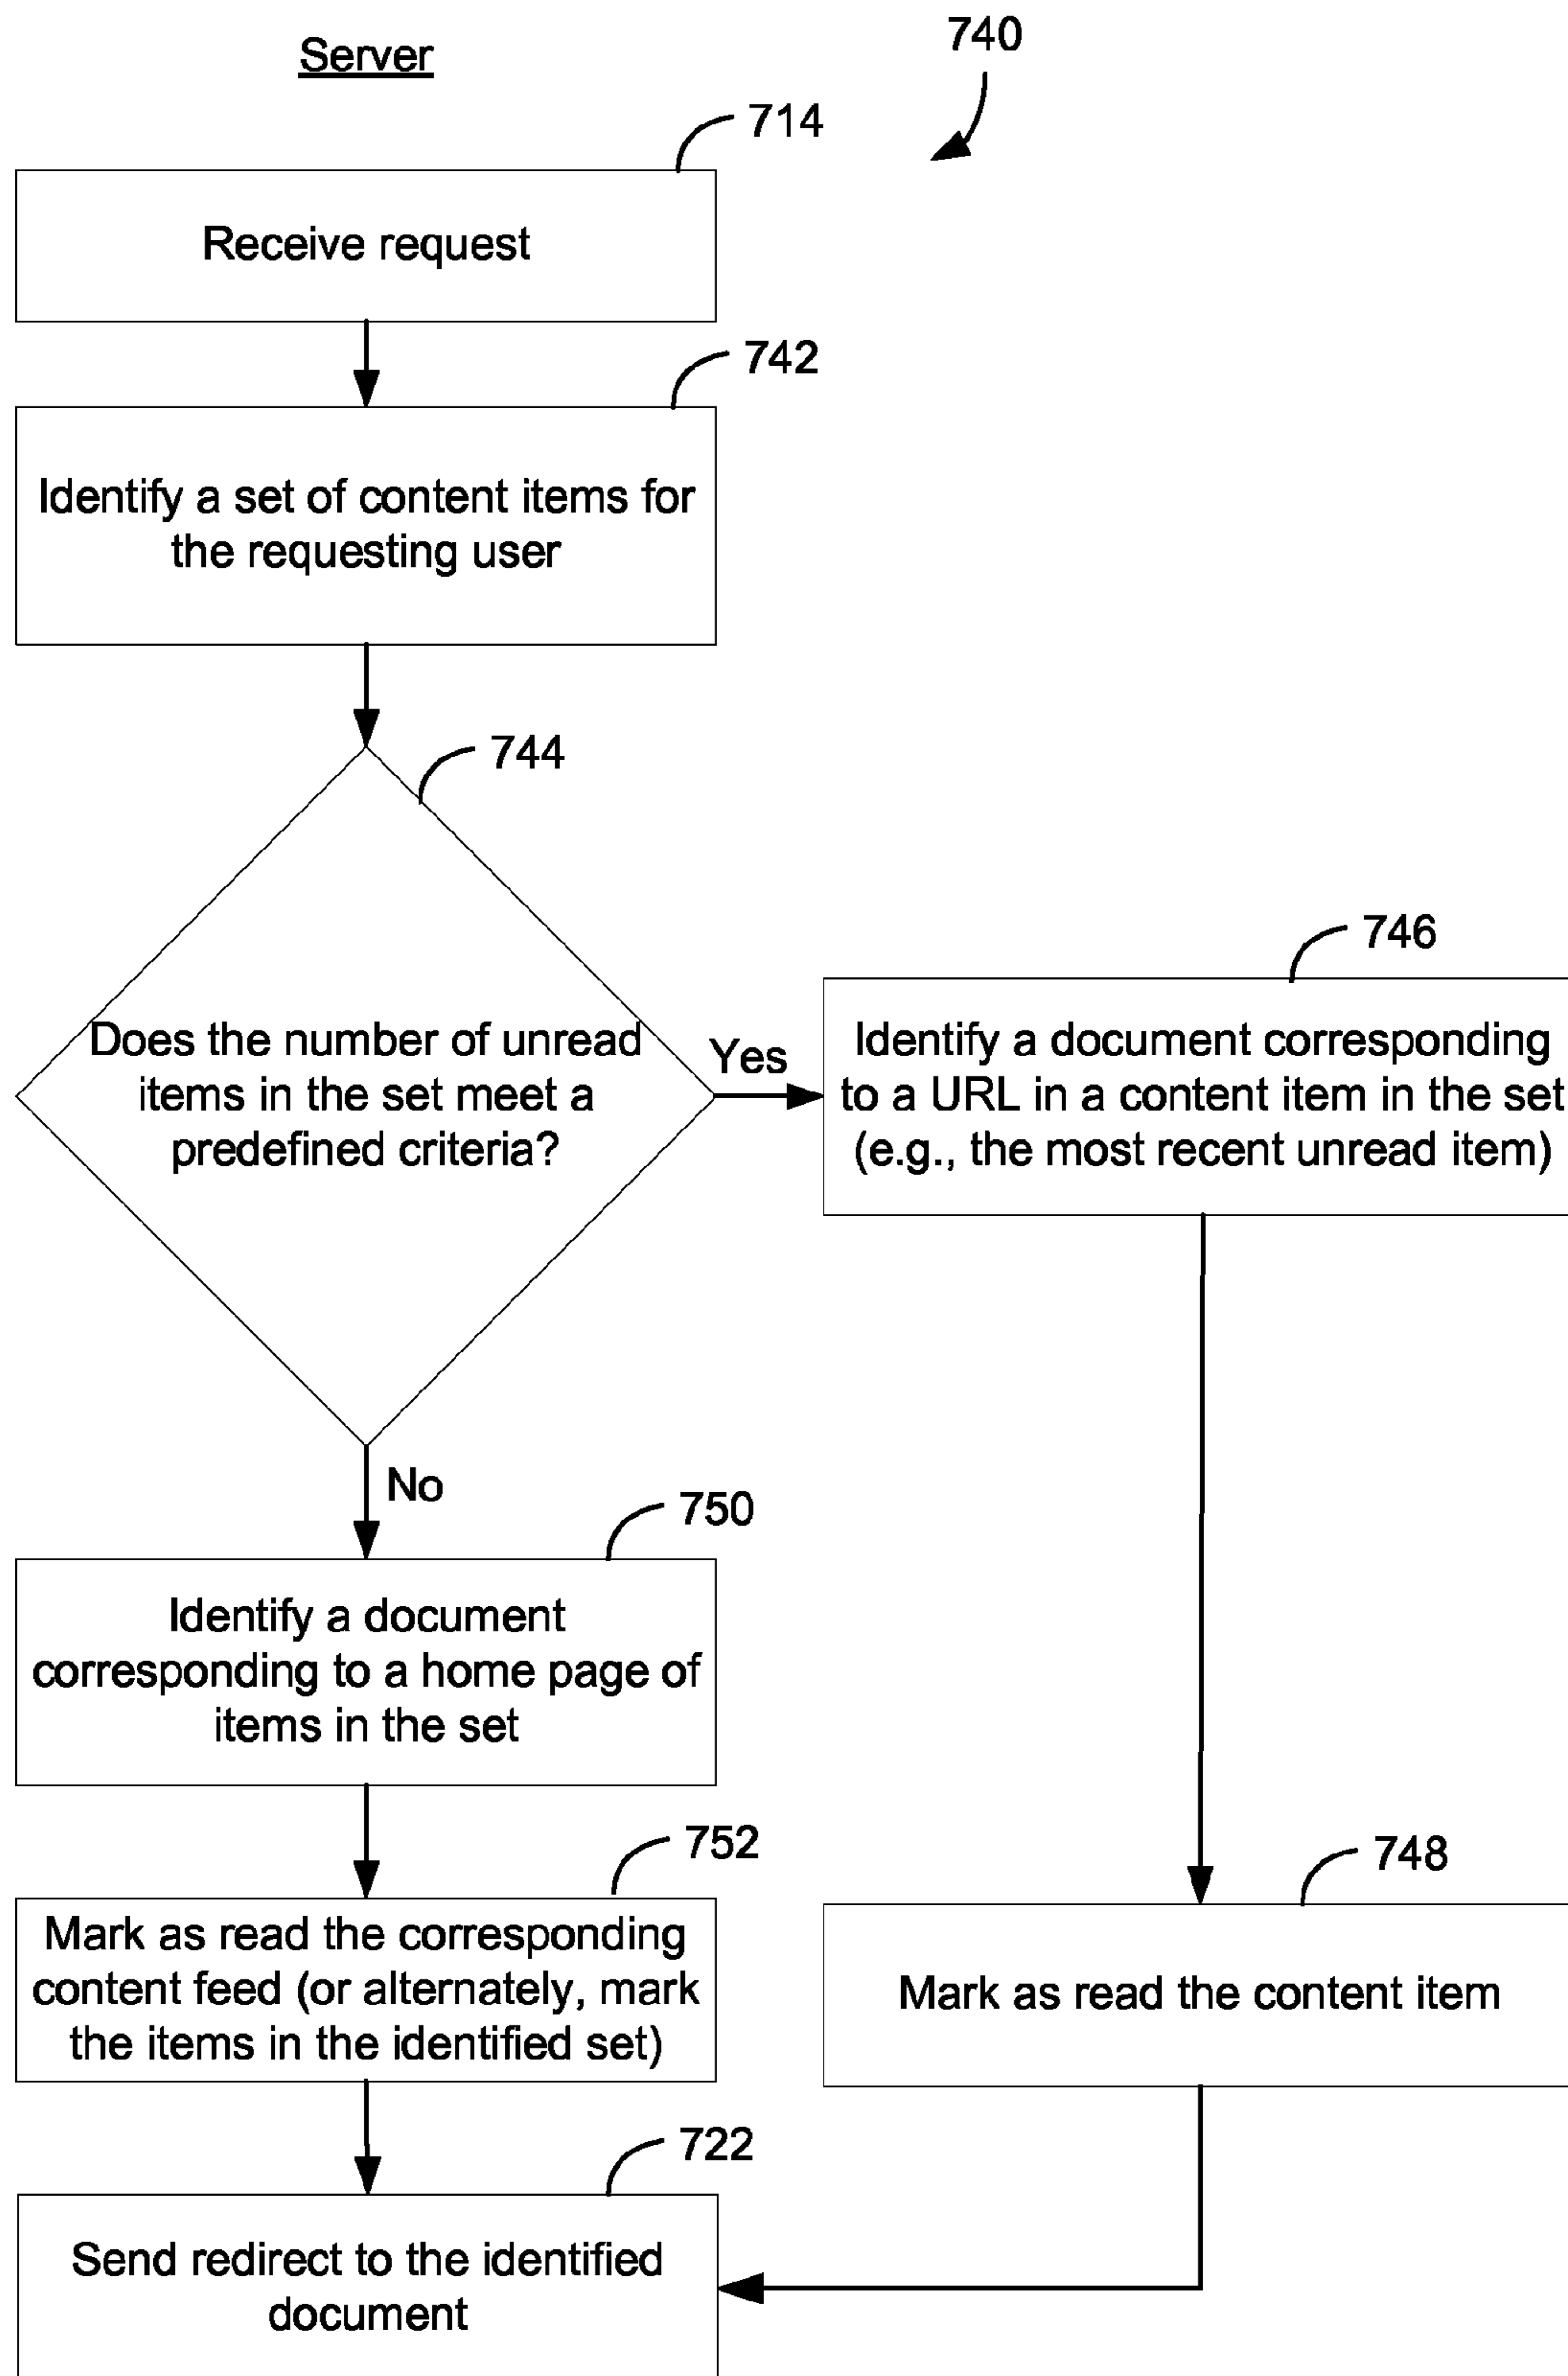 Server
740
714
Receive request
742
Identify a set of content items for
the requesting user
744
Does the number of unread
items in the set meet a
predefined criteria?
Yes
746
Identify a document corresponding
to a URL in a content item in the set
(e.g., the most recent unread item)
No
750
Identify a document
corresponding to a home page of
items in the set
752
Mark as read the corresponding
content feed (or alternately, mark
the items in the identified set)
748
Mark as read the content item
722
Send redirect to the identified
document